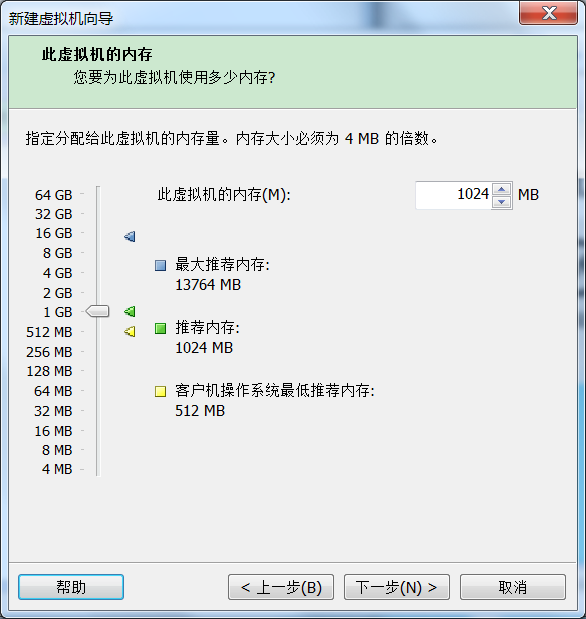 新建虚拟机向导
此虚拟机的内存
您要为此虚拟机使用多少内存?
指定分配给此虚拟机的内存量。内存大小必须为 4 MB 的倍数。
64 GB
32 GB
16 GB
8 GB
4 GB
2 GB
1 GB
512 MB
256 MB
128 MB
64 MB
32 MB
16 MB
8 MB
4 MB
此虚拟机的内存(M):
1024 MB
最大推荐内存:
13764 MB
推荐内存:
1024 MB
客户机操作系统最低推荐内存:
512 MB
帮助
< 上一步(B)
下一步(N) >
取消